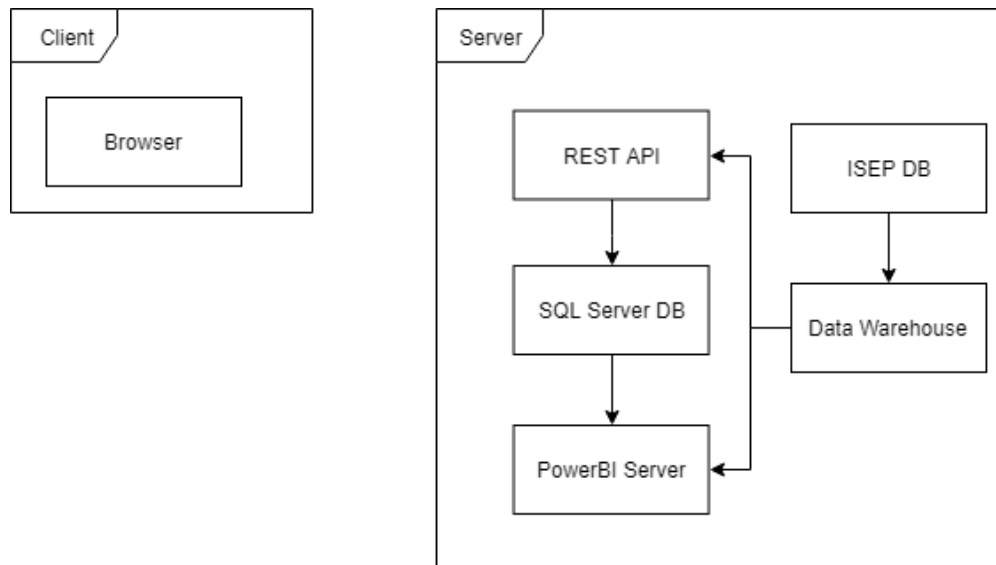 Client
Browser
Server
REST API
ISEP DB
SQL Server DB
Data Warehouse
PowerBI Server